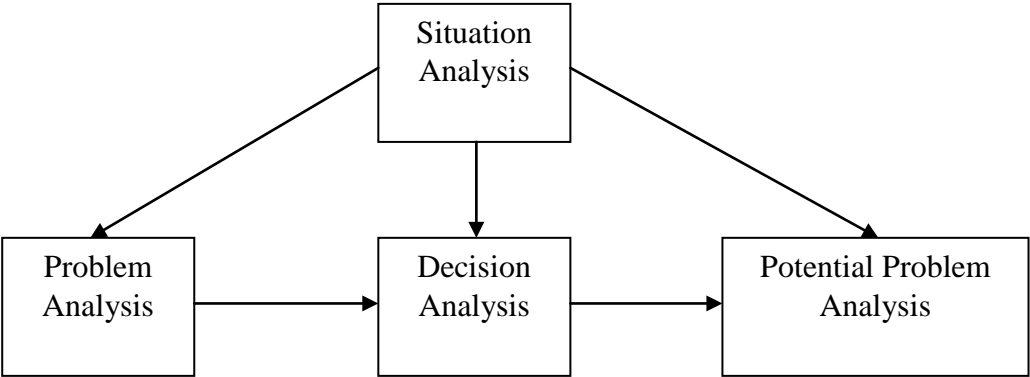 Situation
Analysis
Problem
Analysis
Decision
Analysis
Potential Problem
Analysis